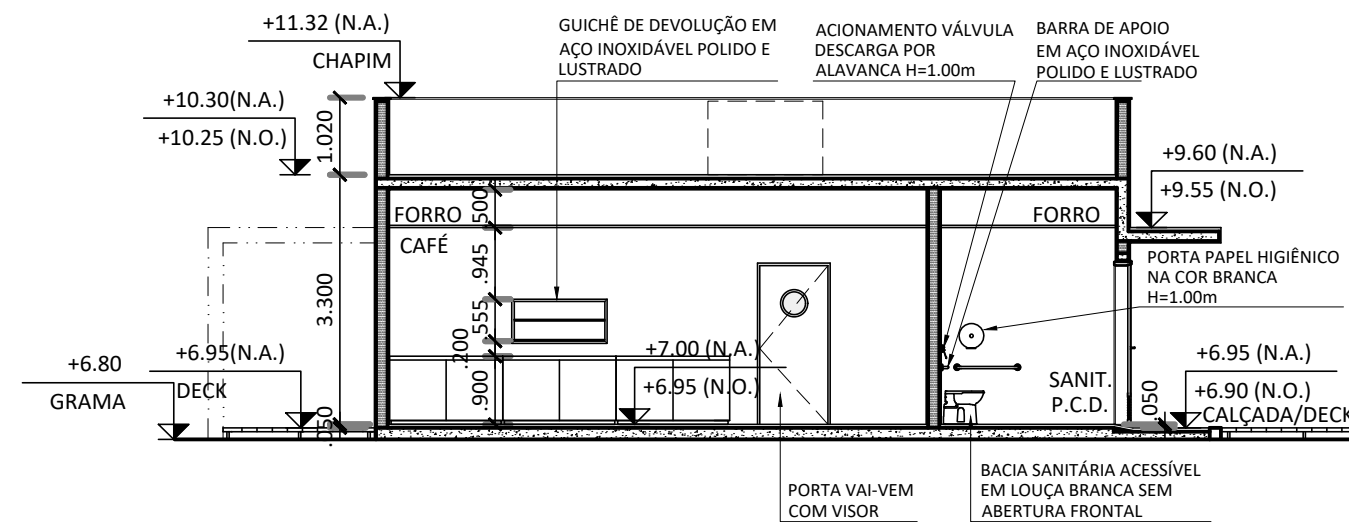 +11.32 (N.A.)
CHAPIM
GUICHÊ DE DEVOLUÇÃO EM
AÇO INOXIDÁVEL POLIDO E
LUSTRADO
ACIONAMENTO VÁLVULA
DESCARGA POR
ALAVANCA H=1.00m
BARRA DE APOIO
EM AÇO INOXIDÁVEL
POLIDO E LUSTRADO
+10.30(N.A.)
+10.25 (N.O.)
1.020
+9.60 (N.A.)
+9.55 (N.O.)
FORRO
CAFÉ
.500
FORRO
.945
PORTA PAPEL HIGIÊNICO
NA COR BRANCA
H=1.00m
3.300
.555
.200
.900
+7.00 (N.A.)
+6.95 (N.O.)
+6.80
GRAMA
+6.95(N.A.)
DECK
.050
SANIT.
P.C.D.
.050
+6.95 (N.A.)
+6.90 (N.O.)
CALÇADA/DECK
PORTA VAI-VEM
COM VISOR
BACIA SANITÁRIA ACESSÍVEL
EM LOUÇA BRANCA SEM
ABERTURA FRONTAL